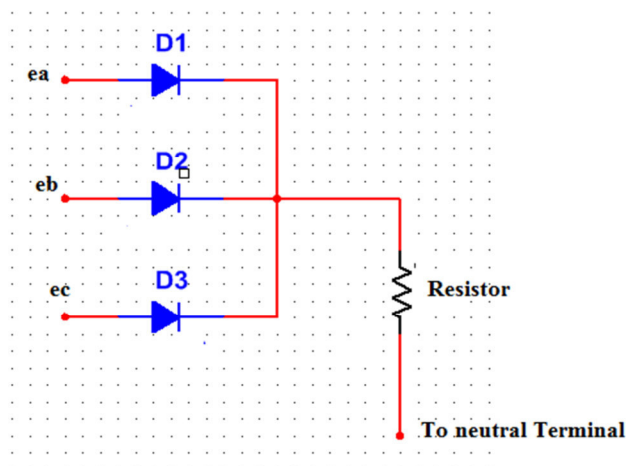 D1
ea
D2
eb
D3
ec
Resistor
To neutral Terminal